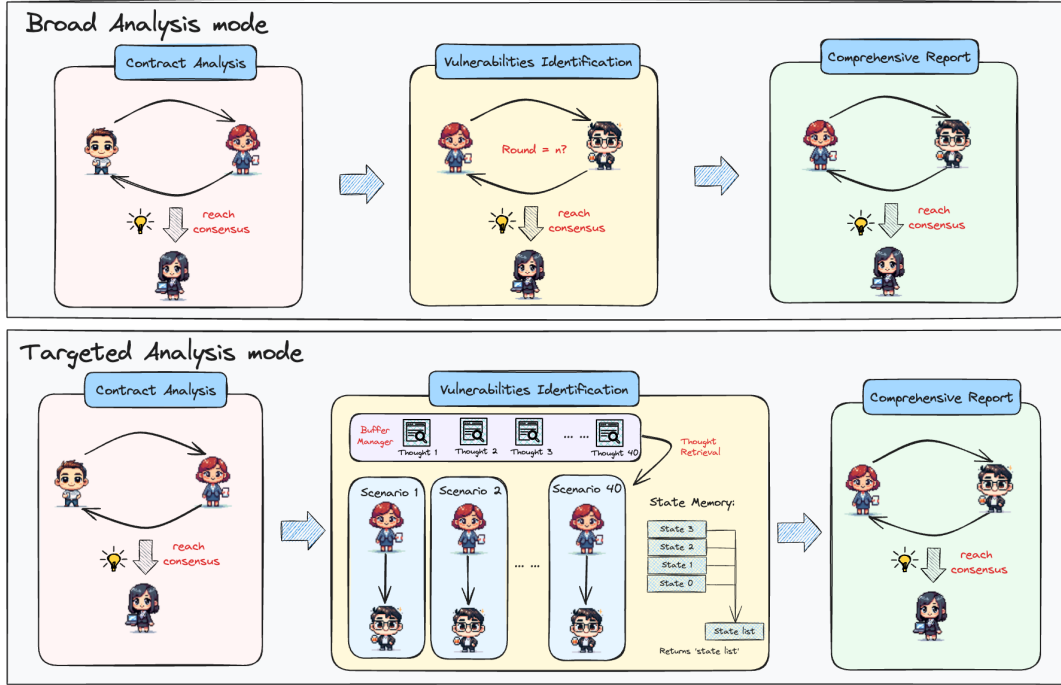 Broad Analysis mode
Contract Analysis
Vulnerabilities Identification
Comprehensive Report
Round = n?
reach
consensus
reach
consensus
reach
consensus
Targeted Analysis mode
Contract Analysis
Vulnerabilities Identification
Comprehensive Report
Buffer
Manager
Thought 1
Thought 2
Thought 3
... ...
Thought 40
Thought
Retrieval
Scenario 1
Scenario 2
Scenario 40
... ...
State Memory:
State 3
State 2
State 1
State 0
State list
Returns 'state list'
reach
consensus
reach
consensus